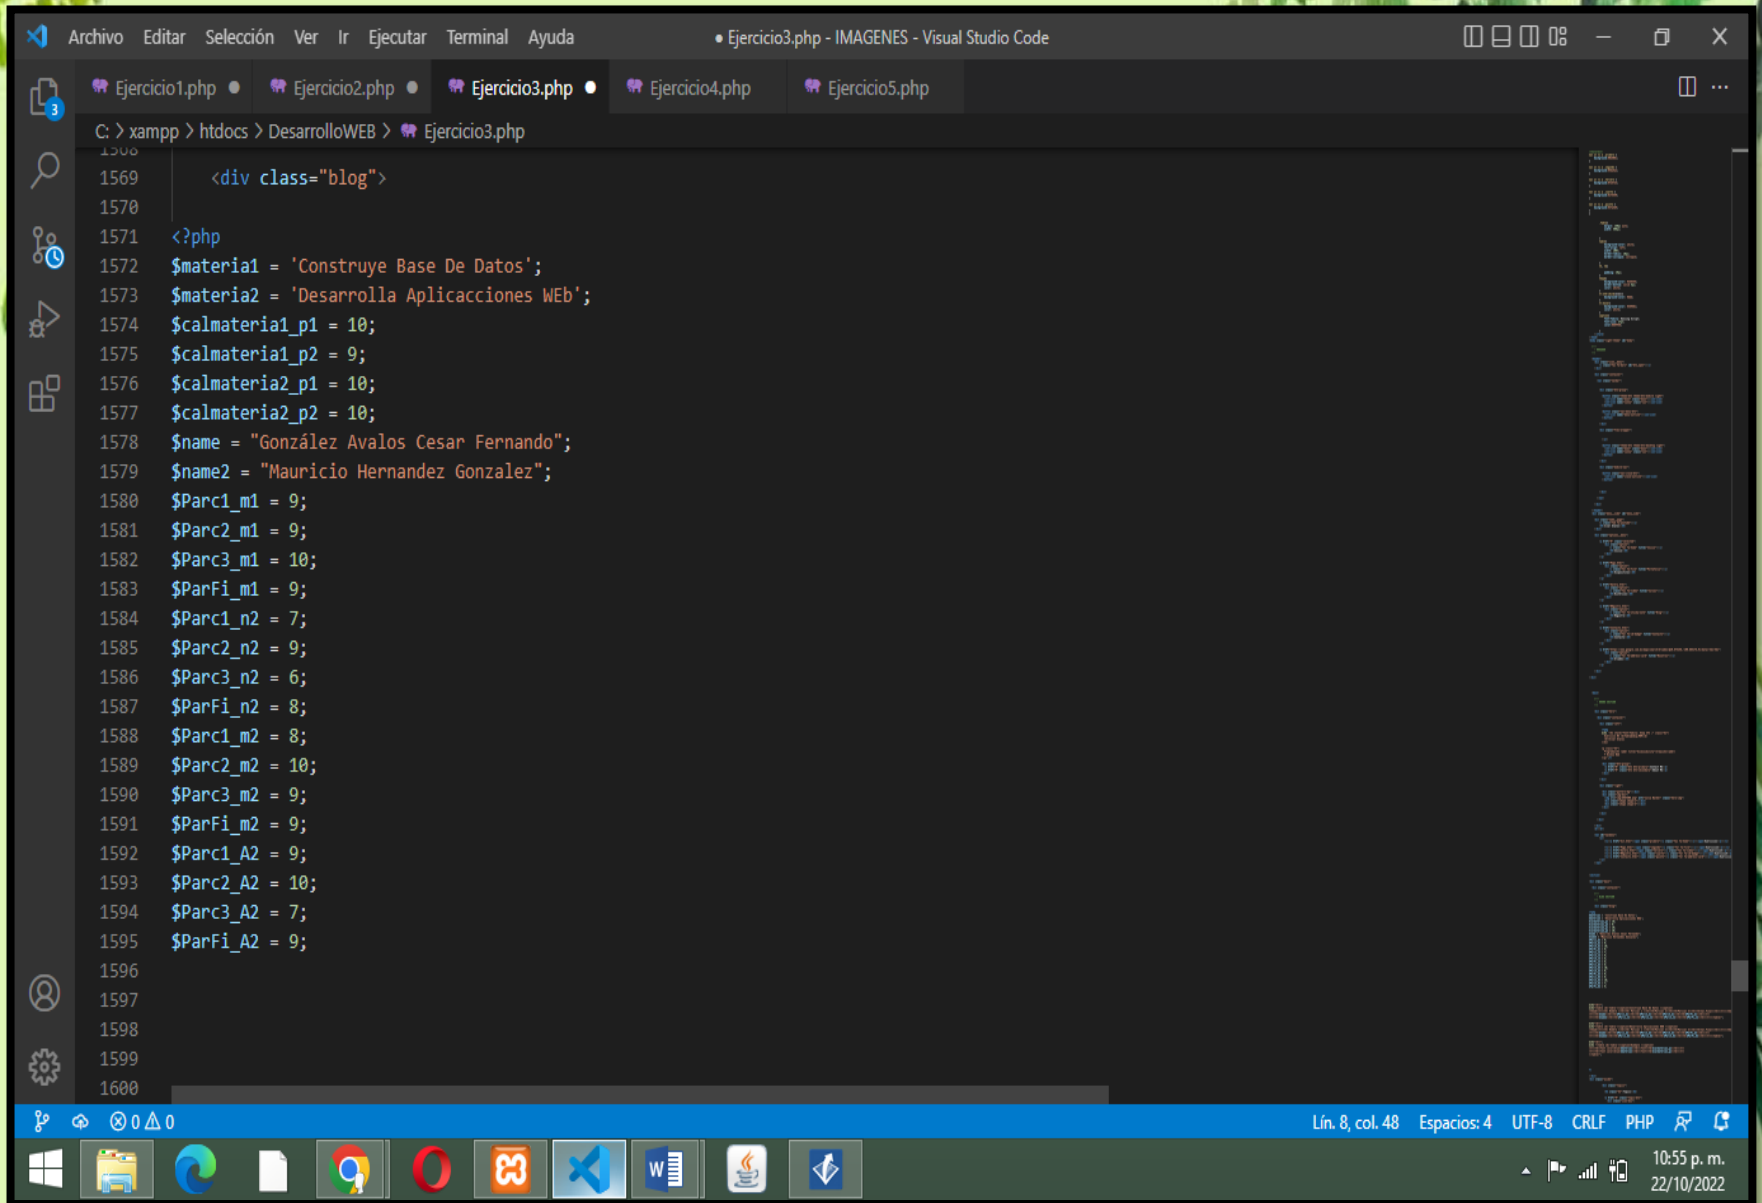 Archivo Editar Selección Ver Ir Ejecutar Terminal Ayuda ● Ejercicio3.php - IMAGENES - Visual Studio Code
Ejercicio1.php ● Ejercicio2.php ● Ejercicio3.php ● Ejercicio4.php Ejercicio5.php
C: > xampp > htdocs > DesarrolloWEB > Ejercicio3.php
1568
1569 <div class="blog">
1570
1571 <?php
1572 $materia1 = 'Construye Base De Datos';
1573 $materia2 = 'Desarrolla Aplicacciones WEb';
1574 $calmateria1_p1 = 10;
1575 $calmateria1_p2 = 9;
1576 $calmateria2_p1 = 10;
1577 $calmateria2_p2 = 10;
1578 $name = "González Avalos Cesar Fernando";
1579 $name2 = "Mauricio Hernandez Gonzalez";
1580 $Parc1_m1 = 9;
1581 $Parc2_m1 = 9;
1582 $Parc3_m1 = 10;
1583 $ParFi_m1 = 9;
1584 $Parc1_n2 = 7;
1585 $Parc2_n2 = 9;
1586 $Parc3_n2 = 6;
1587 $ParFi_n2 = 8;
1588 $Parc1_m2 = 8;
1589 $Parc2_m2 = 10;
1590 $Parc3_m2 = 9;
1591 $ParFi_m2 = 9;
1592 $Parc1_A2 = 9;
1593 $Parc2_A2 = 10;
1594 $Parc3_A2 = 7;
1595 $ParFi_A2 = 9;
1596
1597
1598
1599
1600
3
0 0 Lín. 8, col. 48 Espacios: 4 UTF-8 CRLF PHP
W
10:55 p. m.
22/10/2022